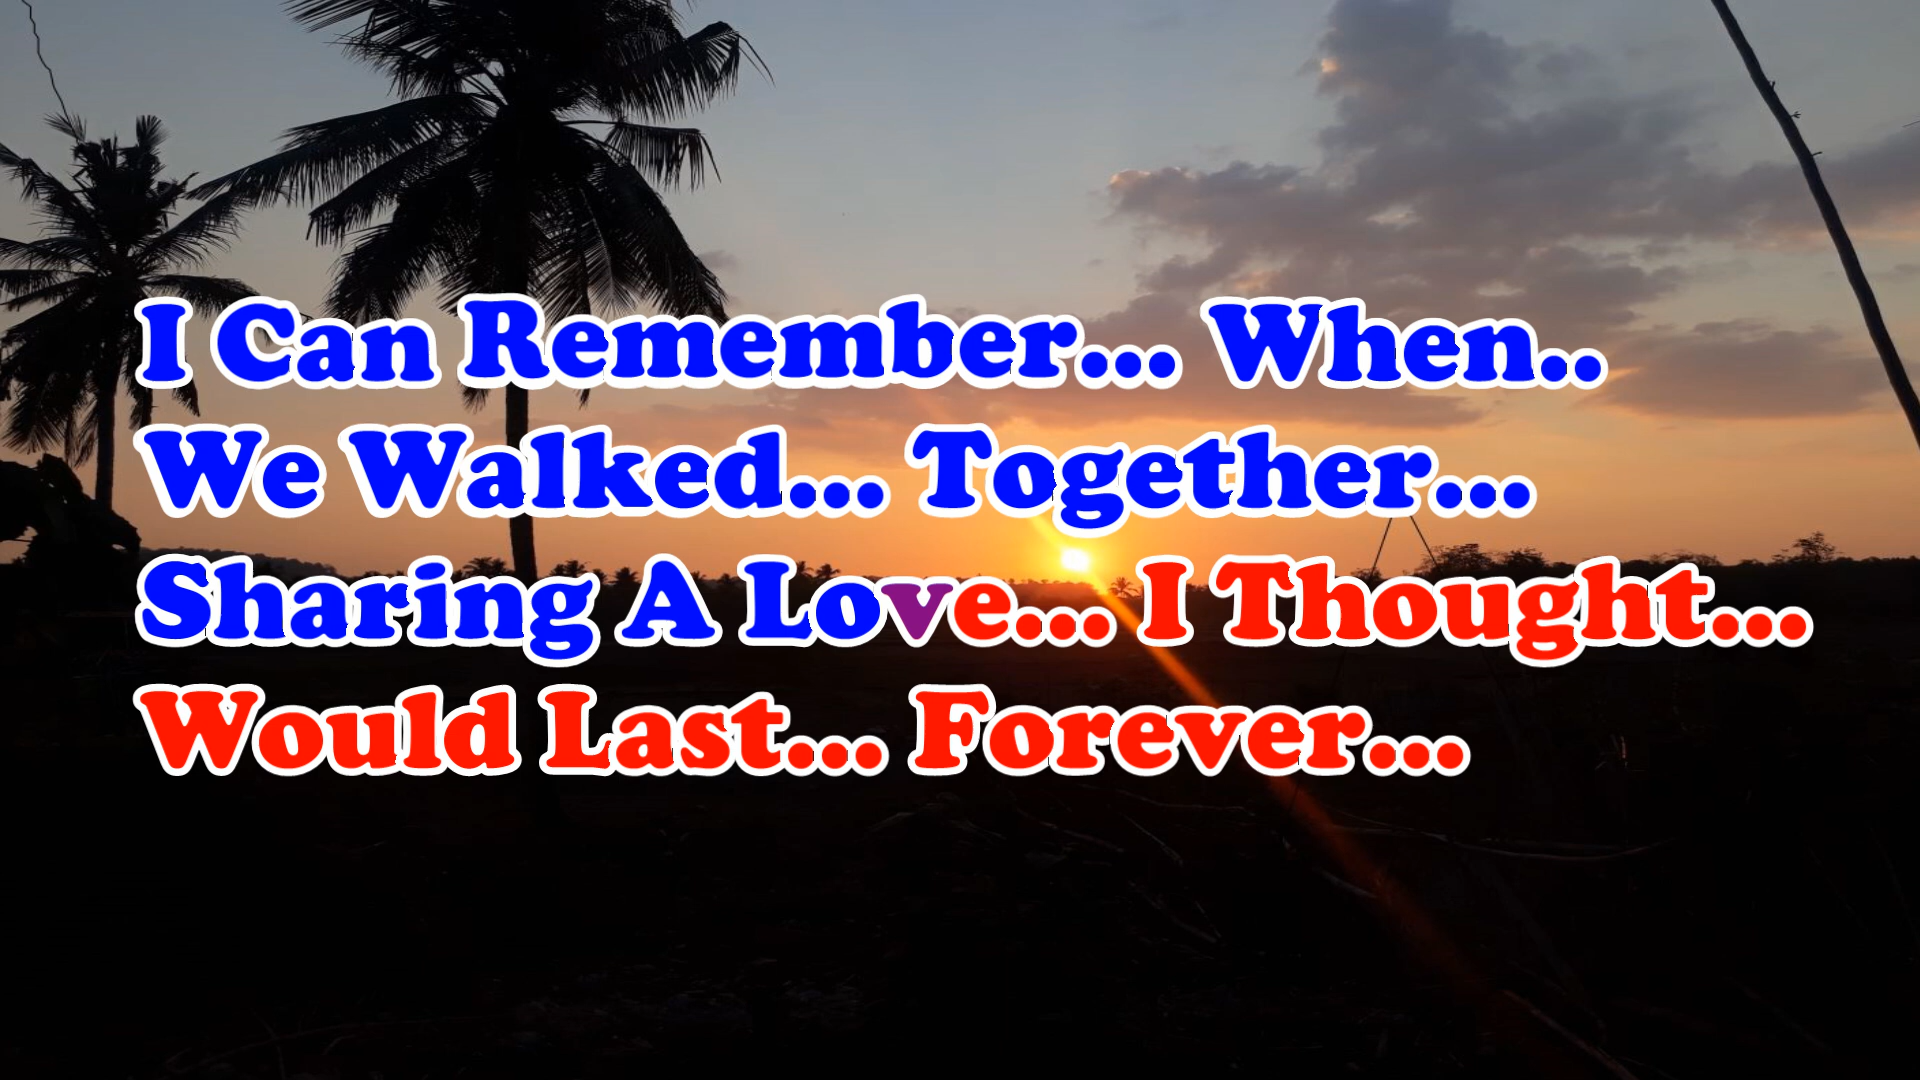 I Can Remember... When..
We Walked... Together...
Sharing A Love... I Thought...
Would Last... Forever...